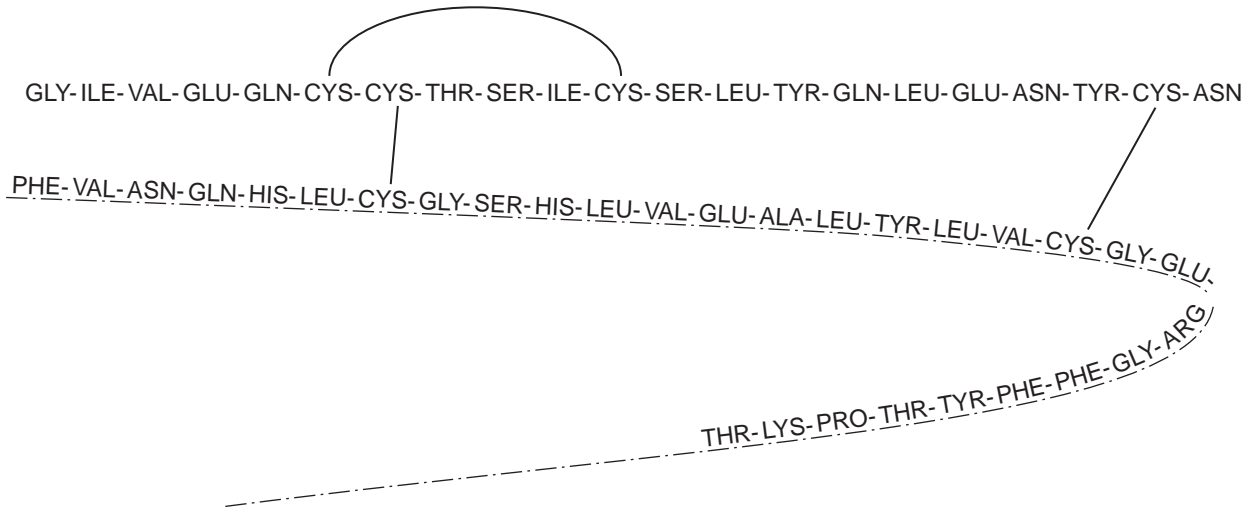 GLY-ILE-VAL-GLU-GLN-CYS-CYS-THR-SER-ILE-CYS-SER-LEU-TYR-GLN-LEU-GLU-ASN-TYR-CYS-ASN
PHE-VAL-ASN-GLN-HIS-LEU-CYS-GLY-SER-HIS-LEU-VAL-GLU-ALA-LEU-TYR-LEU-VAL-CYS-GLY-GLU-
THR-LYS-PRO-THR-TYR-PHE-PHE-GLY-ARG